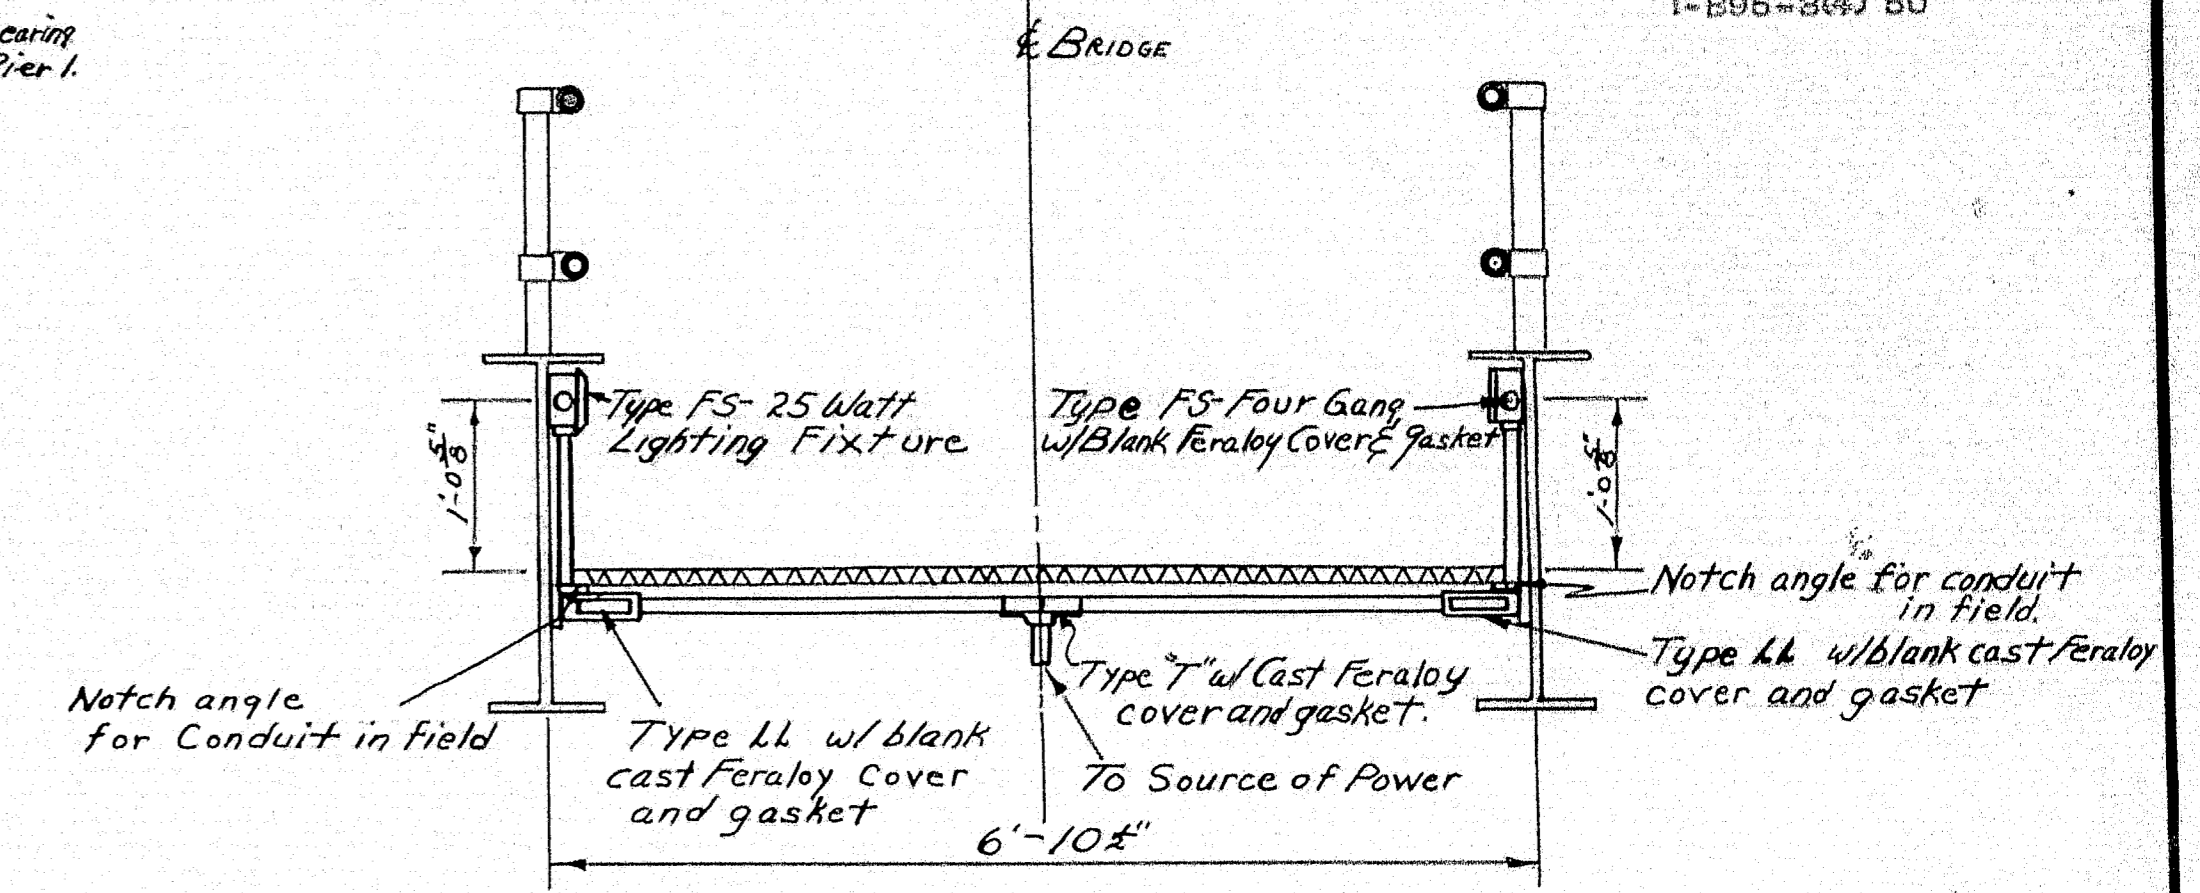 earing
Pier 1.
℄ BRIDGE
Type FS- 25 Watt
Lighting Fixture
Type FS-Four Gang
w/Blank Feraloy Cover & gasket
1'-0 5/8"
1'-0 5/8"
Notch angle for conduit
in field.
Type LL w/blank cast Feraloy
cover and gasket
Type "T" w/ Cast Feraloy
cover and gasket.
Notch angle
for Conduit in field
Type LL w/ blank
cast Feraloy Cover
and gasket
To Source of Power
6'-10 1/2"